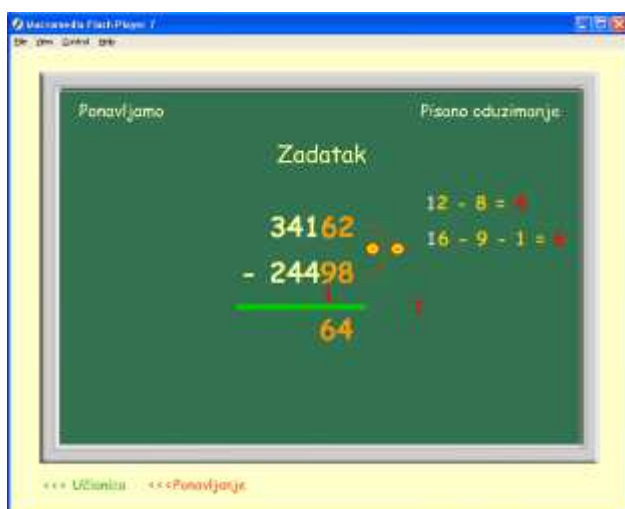 Macromedia Flash Player 7
File View Control Help
Ponavljamo
Pisano oduzimanje
Zadatak
12 - 8 = 4
34162
16 - 9 - 1 = 6
- 24498
1
1
64
<<< Učionica <<<Ponavljanje